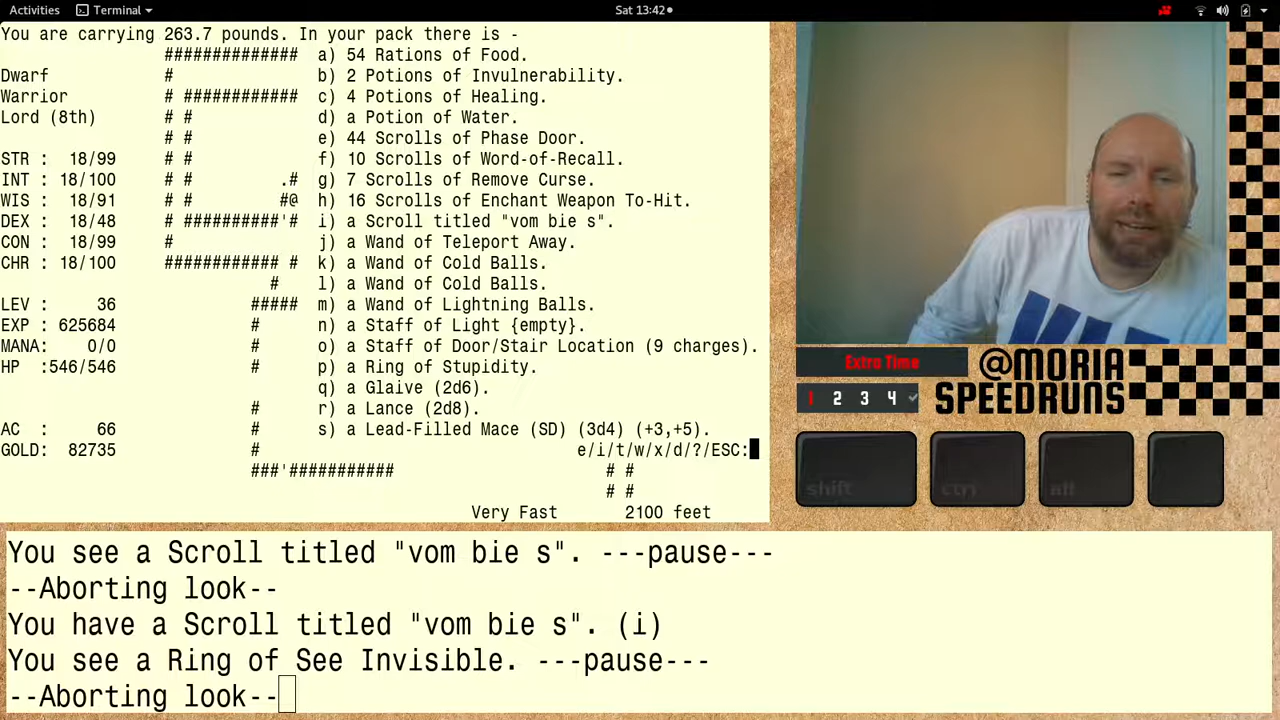 Activities Terminal Sat 13:42
You are carrying 263.7 pounds. In your pack there is -
############## a) 54 Rations of Food.
Dwarf # b) 2 Potions of Invulnerability.
Warrior # ############ c) 4 Potions of Healing.
Lord (8th) # # d) a Potion of Water.
# # e) 44 Scrolls of Phase Door.
STR : 18/99 # # f) 10 Scrolls of Word-of-Recall.
INT : 18/100 # # .# g) 7 Scrolls of Remove Curse.
WIS : 18/91 # # #@ h) 16 Scrolls of Enchant Weapon To-Hit.
DEX : 18/48 # ##########'# i) a Scroll titled "vom bie s".
CON : 18/99 # j) a Wand of Teleport Away.
CHR : 18/100 ############ # k) a Wand of Cold Balls.
# l) a Wand of Cold Balls.
LEV : 36 ##### m) a Wand of Lightning Balls.
EXP : 625684 # n) a Staff of Light {empty}.
MANA: 0/0 # o) a Staff of Door/Stair Location (9 charges).
HP :546/546 # p) a Ring of Stupidity.
q) a Glaive (2d6).
# r) a Lance (2d8).
AC : 66 # s) a Lead-Filled Mace (SD) (3d4) (+3,+5).
GOLD: 82735 # e/i/t/w/x/d/?/ESC:
###'########### # #
# #
Very Fast 2100 feet
Extra Time
1 2 3 4
@MORIA
SPEEDRUNS
shift ctrl alt
You see a Scroll titled "vom bie s". ---pause---
--Aborting look--
You have a Scroll titled "vom bie s". (i)
You see a Ring of See Invisible. ---pause---
--Aborting look--